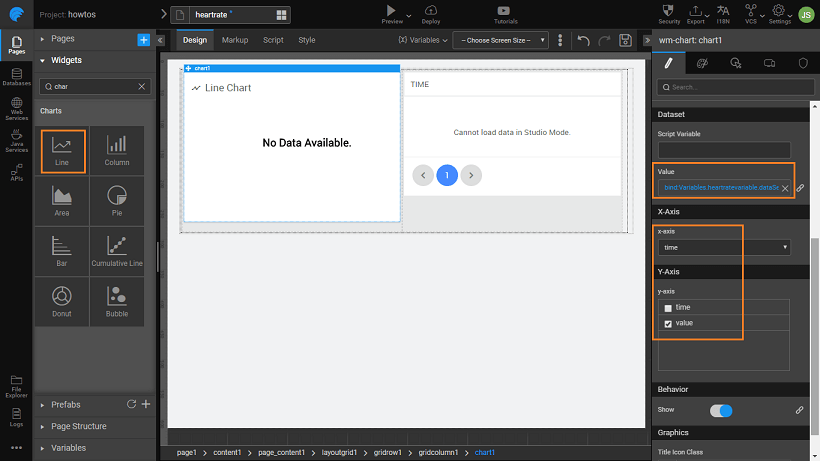 Project: howtos
heartrate *
Preview
Deploy
Tutorials
Security
Export
I18N
VCS
Settings
JS
Pages
Databases
Web
Services
Java
Services
APIs
File
Explorer
Logs
Pages
Widgets
char
Charts
Line
Column
Area
Pie
Bar
Cumulative Line
Donut
Bubble
Prefabs
Page Structure
Variables
Design
Markup
Script
Style
{X} Variables
-- Choose Screen Size --
chart1
Line Chart
No Data Available.
TIME
Cannot load data in Studio Mode.
1
page1 > content1 > page_content1 > layoutgrid1 > gridrow1 > gridcolumn1 > chart1
wm-chart: chart1
Search...
Dataset
Script Variable
Value
bind:Variables.heartratevariable.dataSe
X-Axis
x-axis
time
Y-Axis
y-axis
time
value
Behavior
Show
Graphics
Title Icon Class